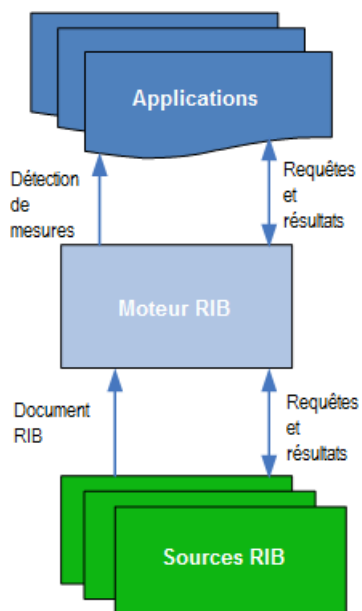 Applications
Détection
de
mesures
Requêtes
et
résultats
Moteur RIB
Document
RIB
Requêtes
et
résultats
Sources RIB